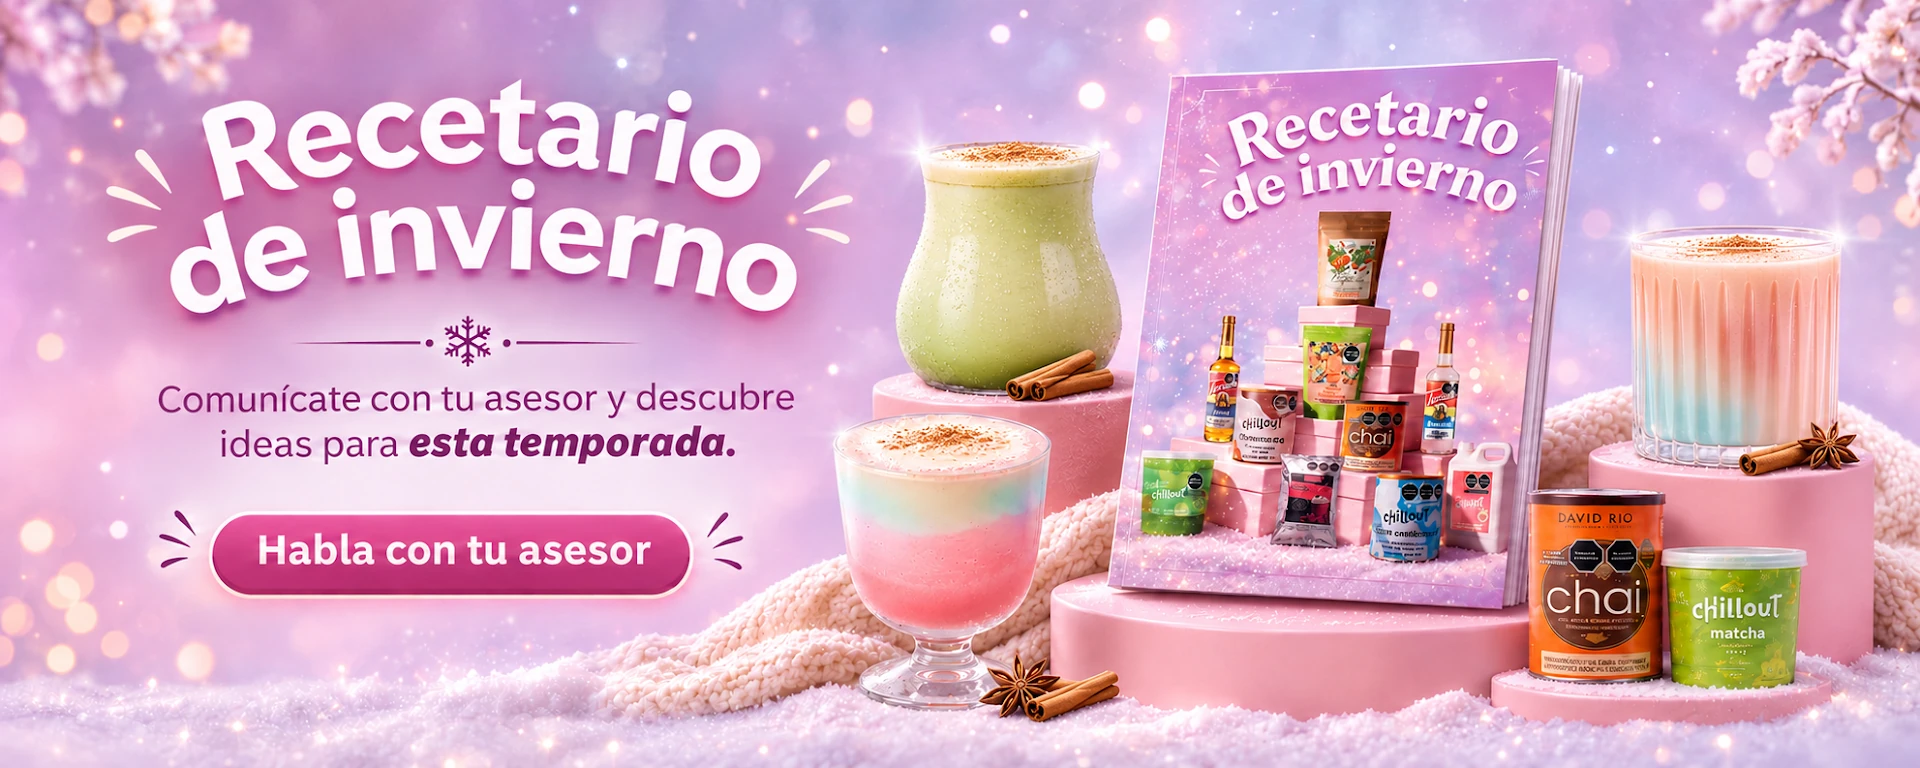 Recetario
de invierno
Comunícate con tu asesor y descubre
ideas para esta temporada.
Habla con tu asesor
Recetario
de invierno
chillout
chai
chillout
chillout
DAVID RIO
chai
chillout
matcha